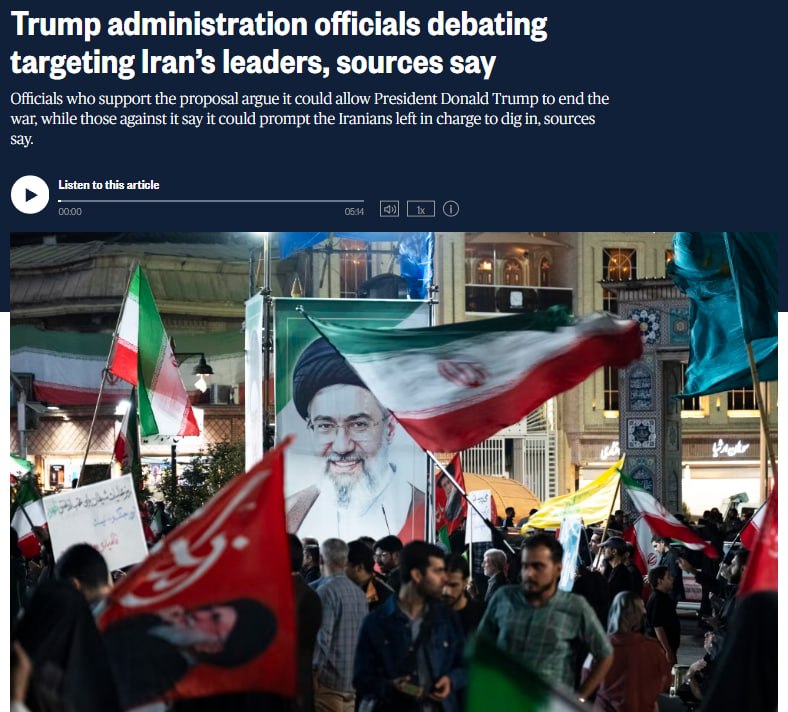 Trump administration officials debating
targeting Iran’s leaders, sources say
Officials who support the proposal argue it could allow President Donald Trump to end the
war, while those against it say it could prompt the Iranians left in charge to dig in, sources
say.
Listen to this article
00:00
05:14
1x